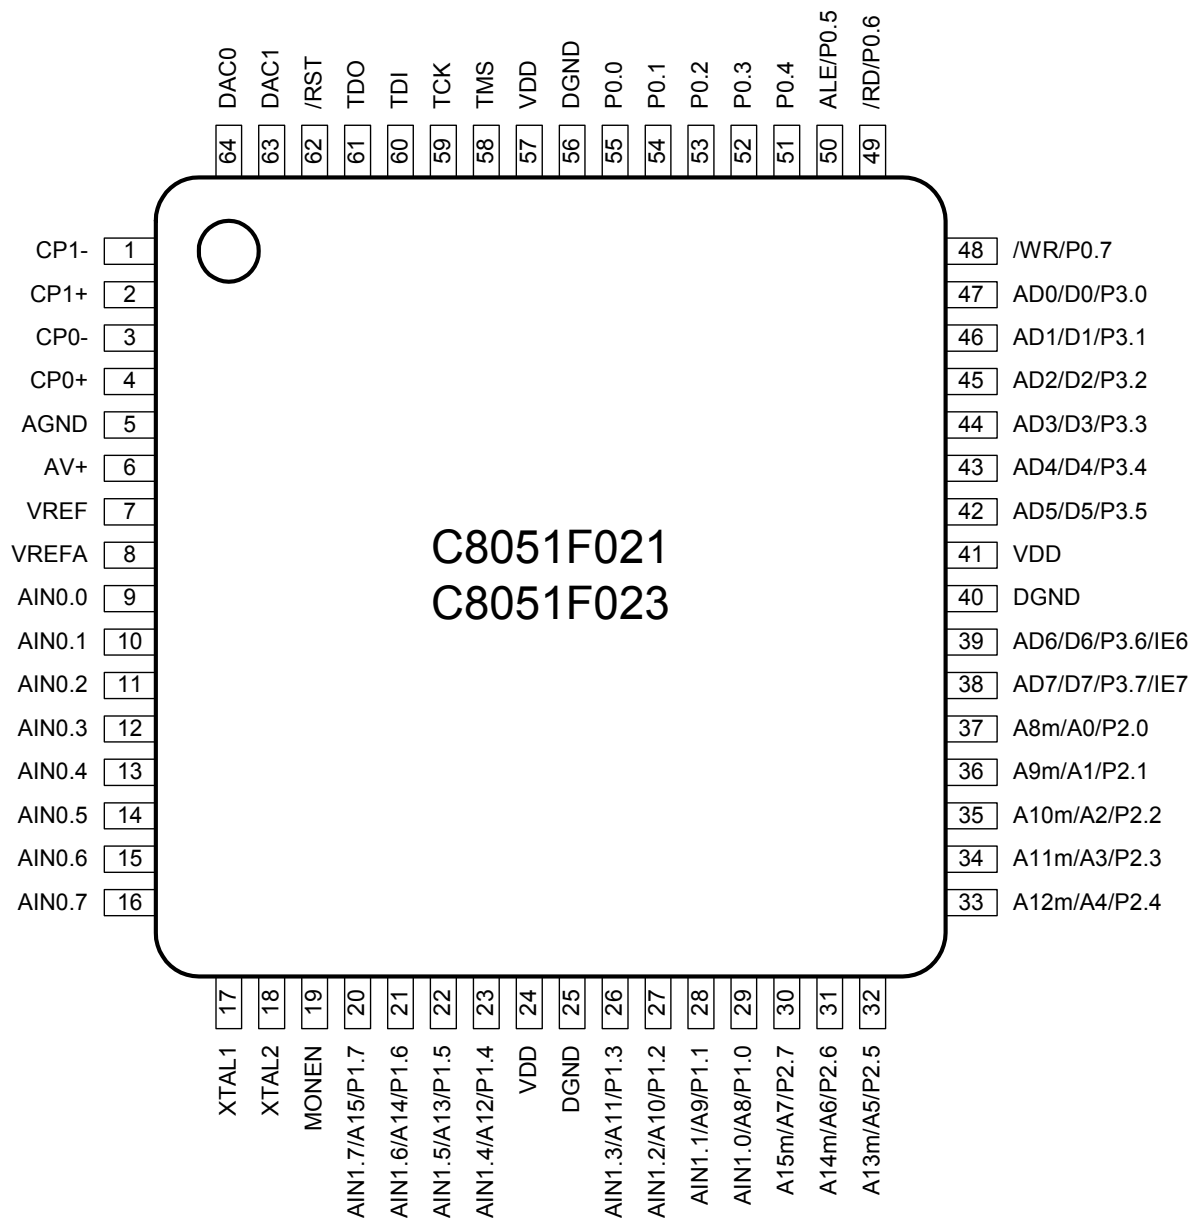 DAC0
DAC1
/RST
TDO
TDI
TCK
TMS
VDD
DGND
P0.0
P0.1
P0.2
P0.3
P0.4
ALE/P0.5
/RD/P0.6
64
63
62
61
60
59
58
57
56
55
54
53
52
51
50
49
CP1- 1
CP1+ 2
CP0- 3
CP0+ 4
AGND 5
AV+ 6
VREF 7
VREFA 8
AIN0.0 9
AIN0.1 10
AIN0.2 11
AIN0.3 12
AIN0.4 13
AIN0.5 14
AIN0.6 15
AIN0.7 16
C8051F021
C8051F023
48 /WR/P0.7
47 AD0/D0/P3.0
46 AD1/D1/P3.1
45 AD2/D2/P3.2
44 AD3/D3/P3.3
43 AD4/D4/P3.4
42 AD5/D5/P3.5
41 VDD
40 DGND
39 AD6/D6/P3.6/IE6
38 AD7/D7/P3.7/IE7
37 A8m/A0/P2.0
36 A9m/A1/P2.1
35 A10m/A2/P2.2
34 A11m/A3/P2.3
33 A12m/A4/P2.4
17
18
19
20
21
22
23
24
25
26
27
28
29
30
31
32
XTAL1
XTAL2
MONEN
AIN1.7/A15/P1.7
AIN1.6/A14/P1.6
AIN1.5/A13/P1.5
AIN1.4/A12/P1.4
VDD
DGND
AIN1.3/A11/P1.3
AIN1.2/A10/P1.2
AIN1.1/A9/P1.1
AIN1.0/A8/P1.0
A15m/A7/P2.7
A14m/A6/P2.6
A13m/A5/P2.5